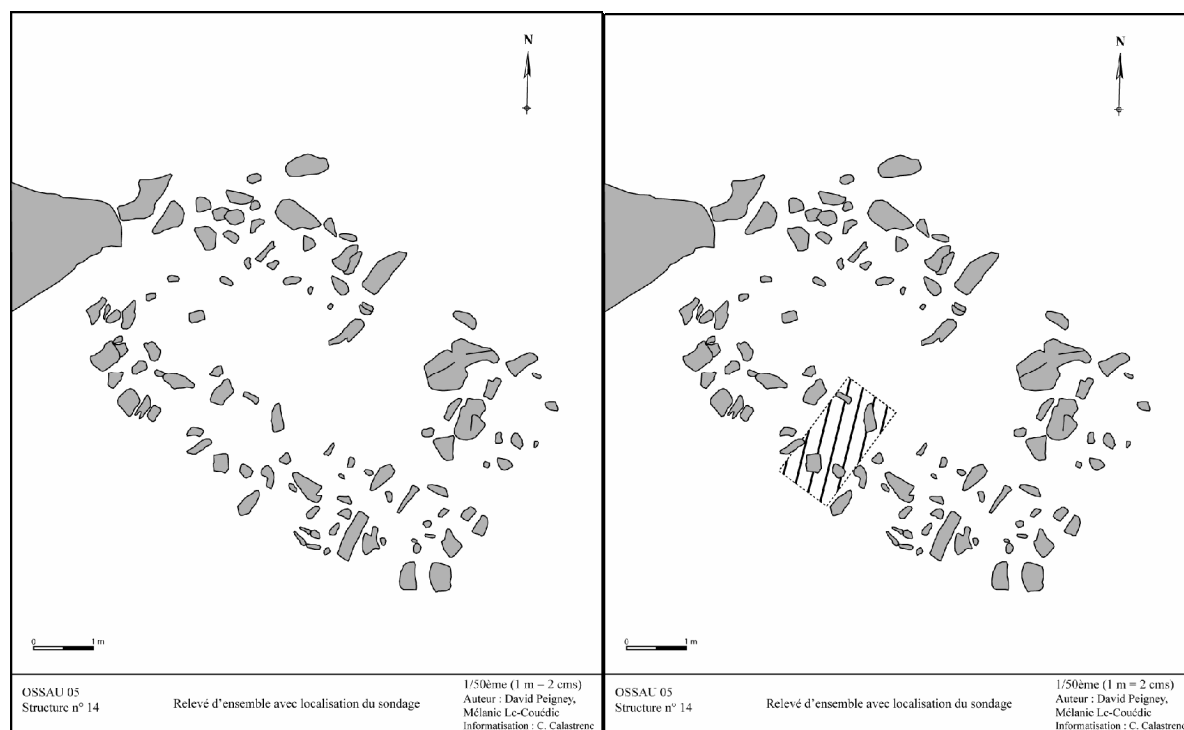 N
0 1 m
OSSAU 05
Structure n° 14
Relevé d'ensemble avec localisation du sondage
1/50ème (1 m = 2 cms)
Auteur : David Peigney,
Mélanie Le-Couédic
Informatisation : C. Calastrenc
N
0 1 m
OSSAU 05
Structure n° 14
Relevé d'ensemble avec localisation du sondage
1/50ème (1 m = 2 cms)
Auteur : David Peigney,
Mélanie Le-Couédic
Informatisation : C. Calastrenc